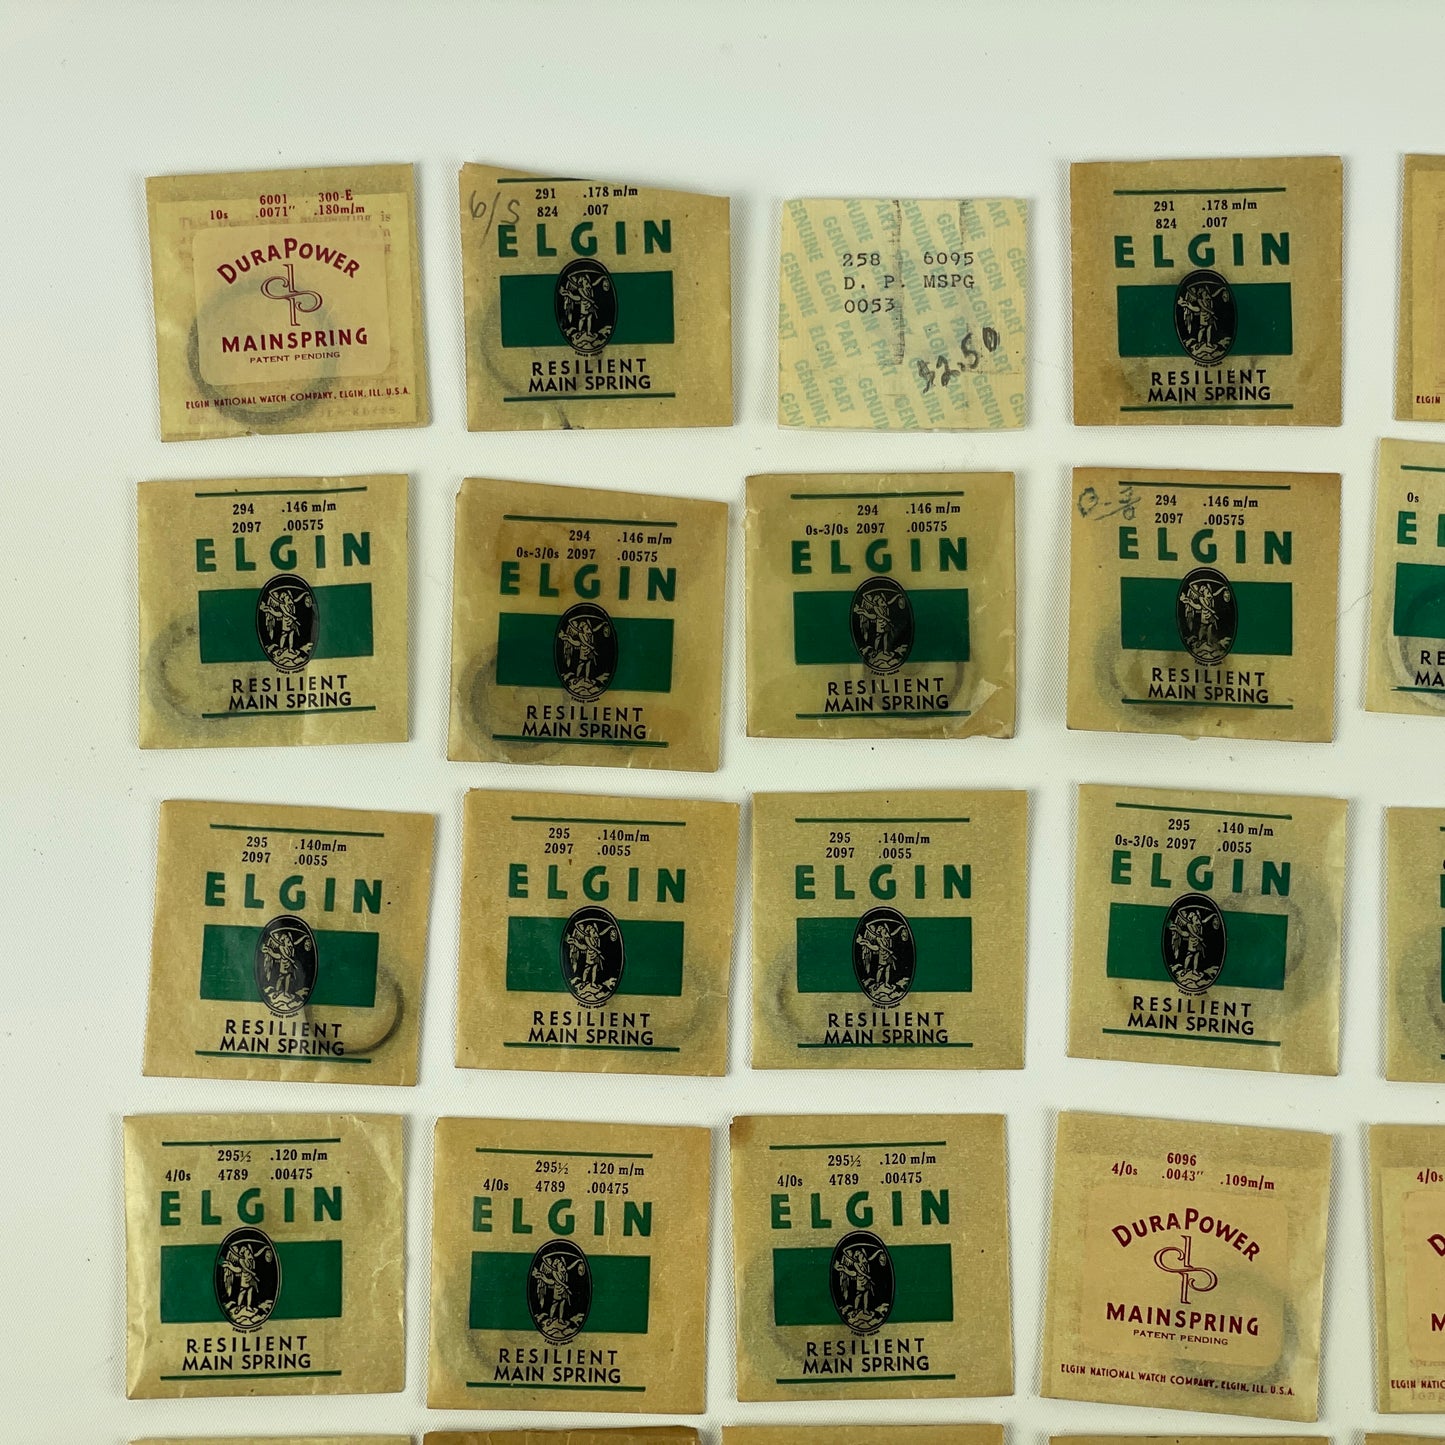 6001 300-E
10s .0071" .180m/m
DURAPOWER
MAINSPRING
PATENT PENDING
ELGIN NATIONAL WATCH COMPANY, ELGIN, ILL. U.S.A.
6/S
291 .178 m/m
824 .007
ELGIN
RESILIENT
MAIN SPRING
258 6095
D. P. MSPG
0053
$2.50
GENUINE ELGIN PART
291 .178 m/m
824 .007
ELGIN
RESILIENT
MAIN SPRING
ELGIN
294 .146 m/m
2097 .00575
ELGIN
RESILIENT
MAIN SPRING
294 .146 m/m
0s-3/0s 2097 .00575
ELGIN
RESILIENT
MAIN SPRING
294 .146 m/m
0s-3/0s 2097 .00575
ELGIN
RESILIENT
MAIN SPRING
294 .146 m/m
2097 .00575
ELGIN
RESILIENT
MAIN SPRING
0s
295 .140m/m
2097 .0055
ELGIN
RESILIENT
MAIN SPRING
295 .140m/m
2097 .0055
ELGIN
RESILIENT
MAIN SPRING
295 .140m/m
2097 .0055
ELGIN
RESILIENT
MAIN SPRING
295 .140 m/m
0s-3/0s 2097 .0055
ELGIN
RESILIENT
MAIN SPRING
295½ .120 m/m
4/0s 4789 .00475
ELGIN
RESILIENT
MAIN SPRING
295½ .120 m/m
4/0s 4789 .00475
ELGIN
RESILIENT
MAIN SPRING
295½ .120 m/m
4/0s 4789 .00475
ELGIN
RESILIENT
MAIN SPRING
6096
4/0s .0043" .109m/m
DURAPOWER
MAINSPRING
PATENT PENDING
ELGIN NATIONAL WATCH COMPANY, ELGIN, ILL. U.S.A.
4/0s
ELGIN